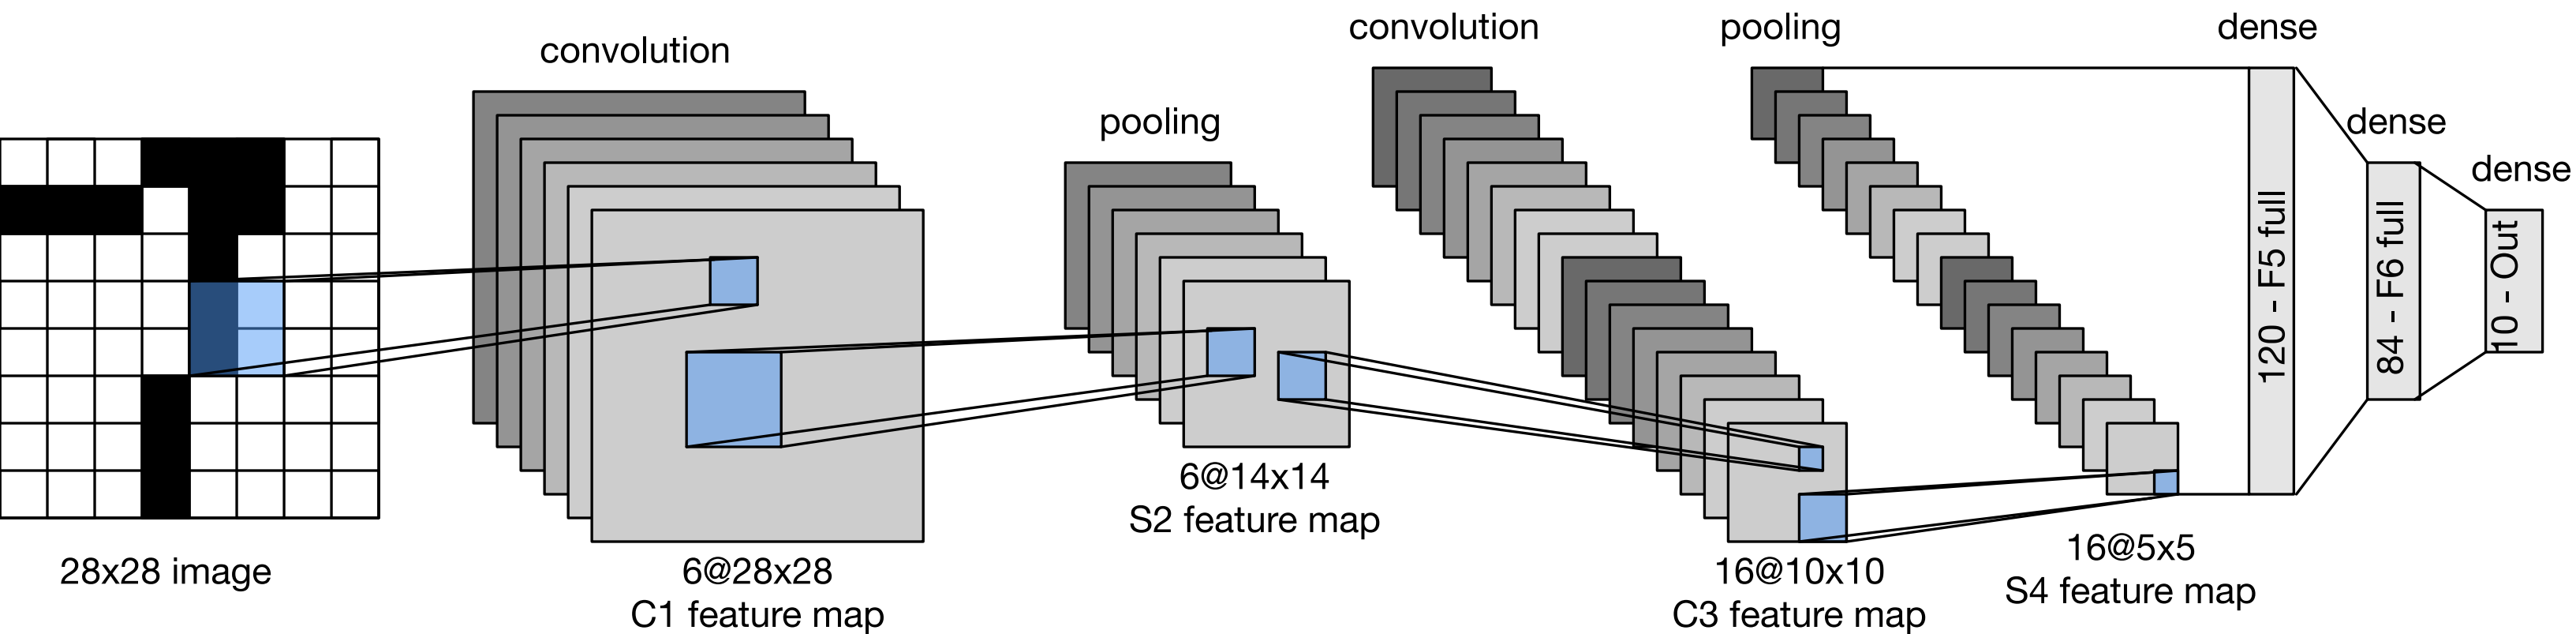 convolution
pooling
convolution
pooling
dense
dense
dense
28x28 image
6@28x28
C1 feature map
6@14x14
S2 feature map
16@10x10
C3 feature map
16@5x5
S4 feature map
120 - F5 full
84 - F6 full
10 - Out